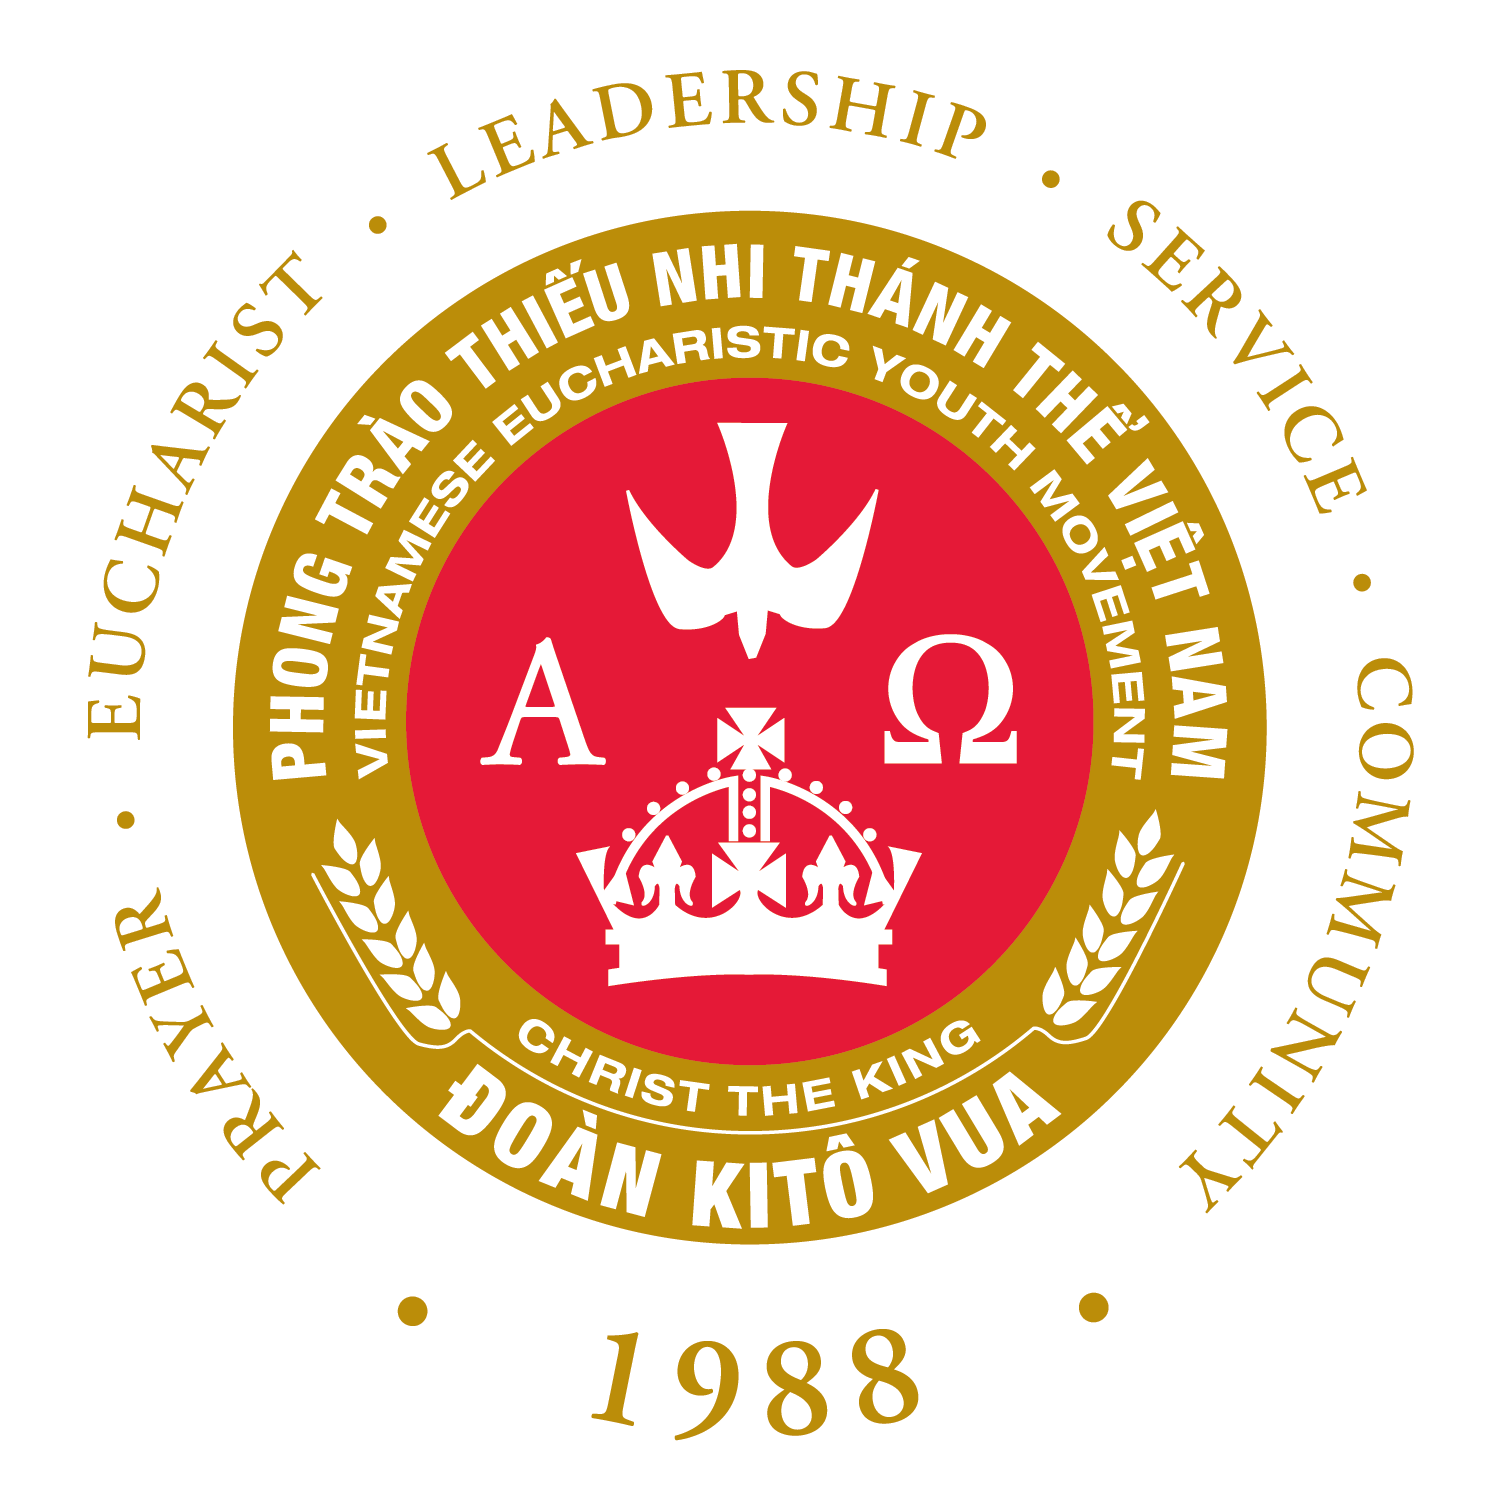 PRAYER • EUCHARIST • LEADERSHIP • SERVICE • COMMUNITY
PHONG TRÀO THIẾU NHI THÁNH THỂ VIỆT NAM
VIETNAMESE EUCHARISTIC YOUTH MOVEMENT
Α Ω
CHRIST THE KING
ĐOÀN KITÔ VUA
• 1988 •